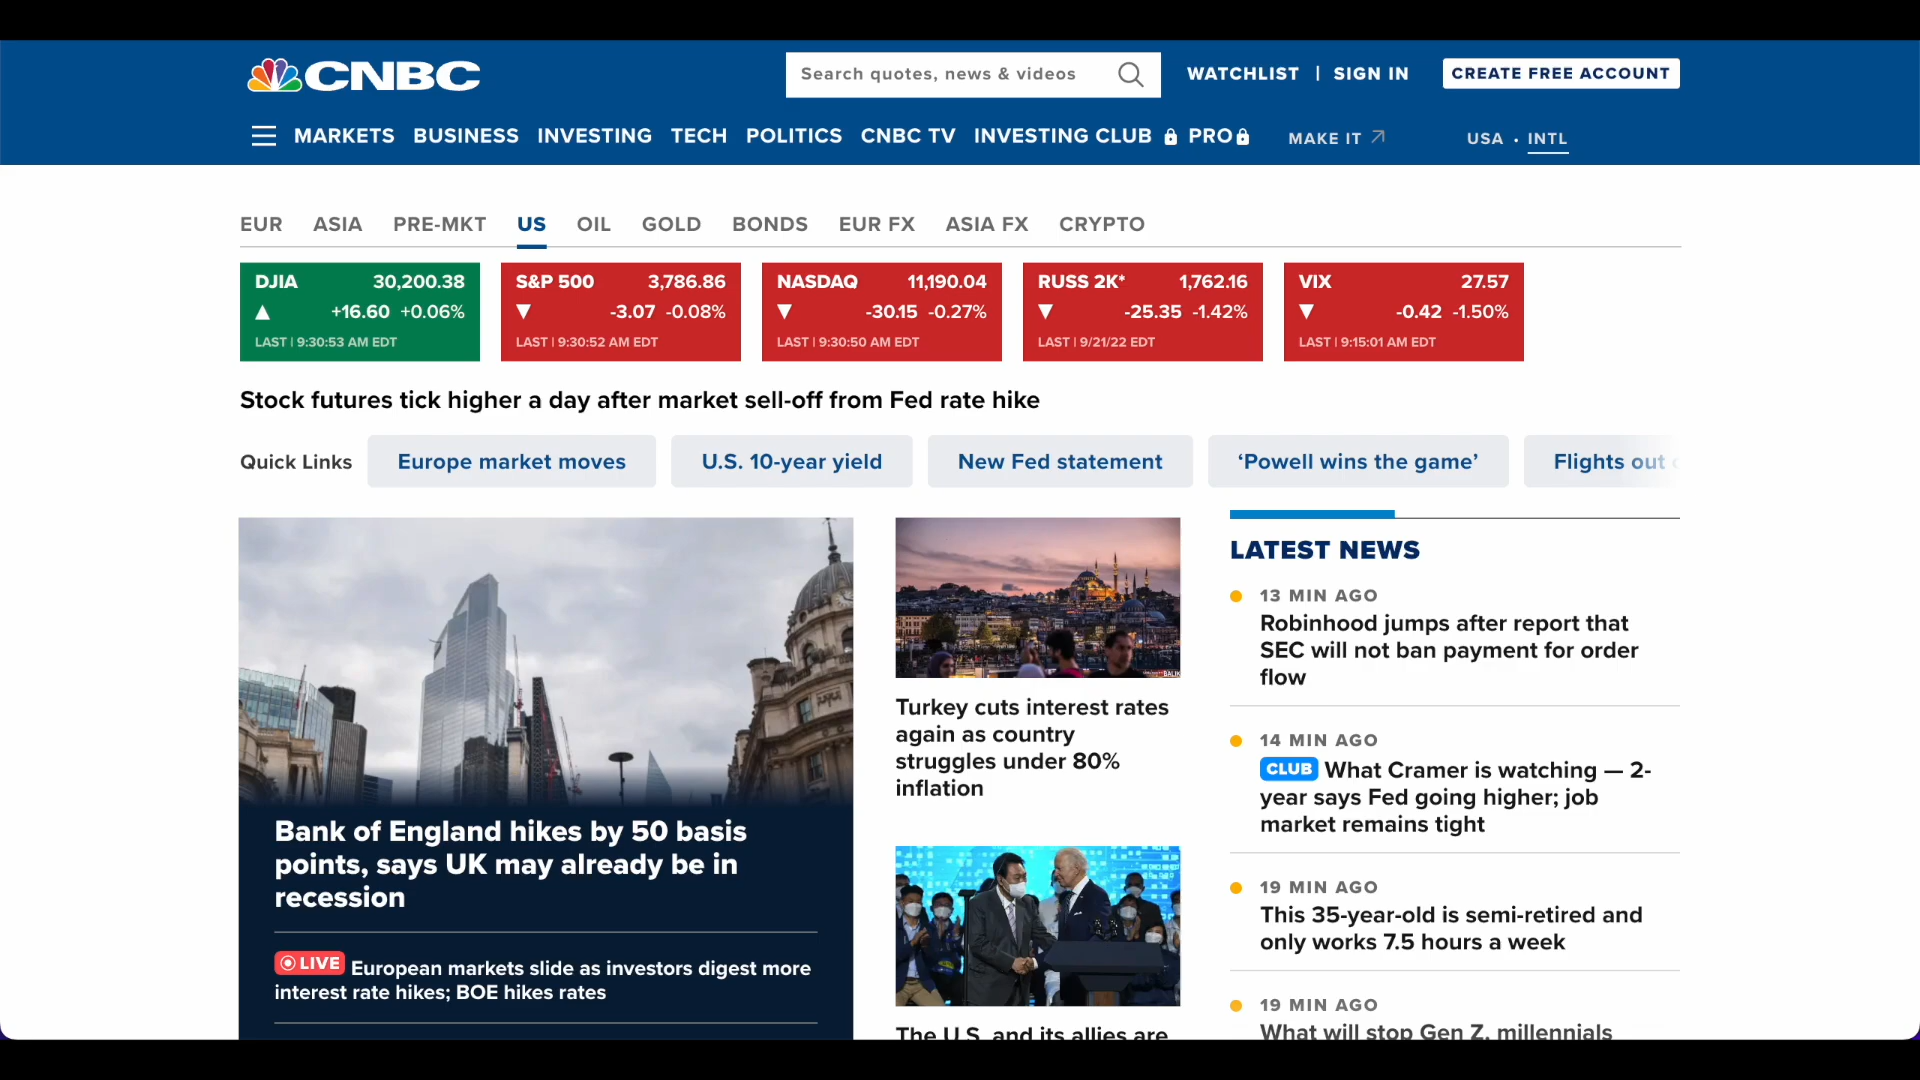 CNBC
Search quotes, news & videos
WATCHLIST | SIGN IN
CREATE FREE ACCOUNT
MARKETS BUSINESS INVESTING TECH POLITICS CNBC TV INVESTING CLUB PRO MAKE IT USA • INTL
EUR ASIA PRE-MKT US OIL GOLD BONDS EUR FX ASIA FX CRYPTO
DJIA 30,200.38
▲ +16.60 +0.06%
LAST | 9:30:53 AM EDT
S&P 500 3,786.86
▼ -3.07 -0.08%
LAST | 9:30:52 AM EDT
NASDAQ 11,190.04
▼ -30.15 -0.27%
LAST | 9:30:50 AM EDT
RUSS 2K* 1,762.16
▼ -25.35 -1.42%
LAST | 9/21/22 EDT
VIX 27.57
▼ -0.42 -1.50%
LAST | 9:15:01 AM EDT
Stock futures tick higher a day after market sell-off from Fed rate hike
Quick Links Europe market moves U.S. 10-year yield New Fed statement ‘Powell wins the game’ Flights out
Bank of England hikes by 50 basis
points, says UK may already be in
recession
LIVE European markets slide as investors digest more
interest rate hikes; BOE hikes rates
Turkey cuts interest rates
again as country
struggles under 80%
inflation
The U.S. and its allies are
LATEST NEWS
13 MIN AGO
Robinhood jumps after report that
SEC will not ban payment for order
flow
14 MIN AGO
CLUB What Cramer is watching — 2-
year says Fed going higher; job
market remains tight
19 MIN AGO
This 35-year-old is semi-retired and
only works 7.5 hours a week
19 MIN AGO
What will stop Gen Z, millennials